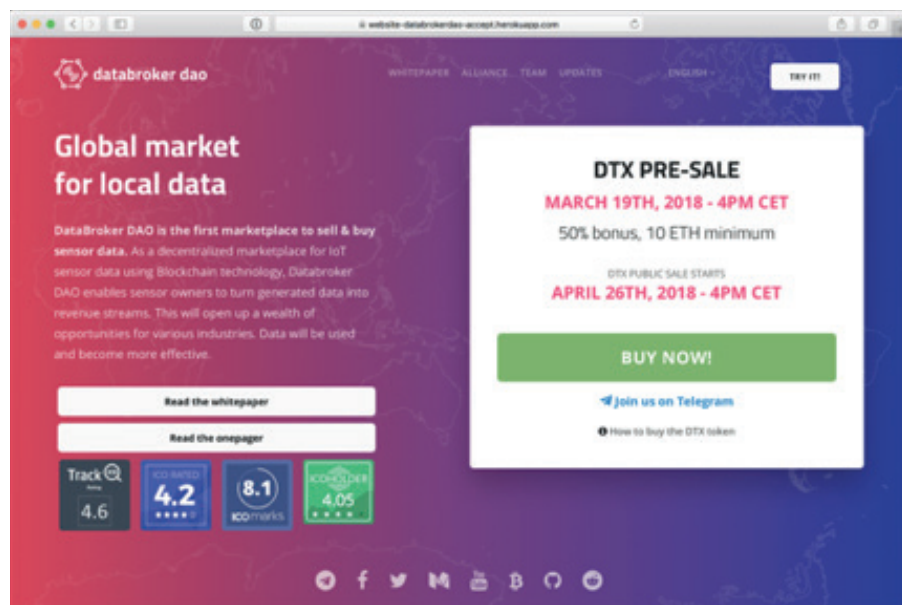 website-databrokerdao-accept.herokuapp.com
databroker dao
WHITEPAPER ALLIANCE TEAM UPDATES ENGLISH
TRY IT!
Global market
for local data
DataBroker DAO is the first marketplace to sell & buy
sensor data. As a decentralized marketplace for IoT
sensor data using Blockchain technology, Databroker
DAO enables sensor owners to turn generated data into
revenue streams. This will open up a wealth of
opportunities for various industries. Data will be used
and become more effective.
Read the whitepaper
Read the onepager
Track
4.6
ICO RATED
4.2
8.1
ICOmarks
ICOHOLDER
4.05
DTX PRE-SALE
MARCH 19TH, 2018 - 4PM CET
50% bonus, 10 ETH minimum
DTX PUBLIC SALE STARTS
APRIL 26TH, 2018 - 4PM CET
BUY NOW!
Join us on Telegram
How to buy the DTX token